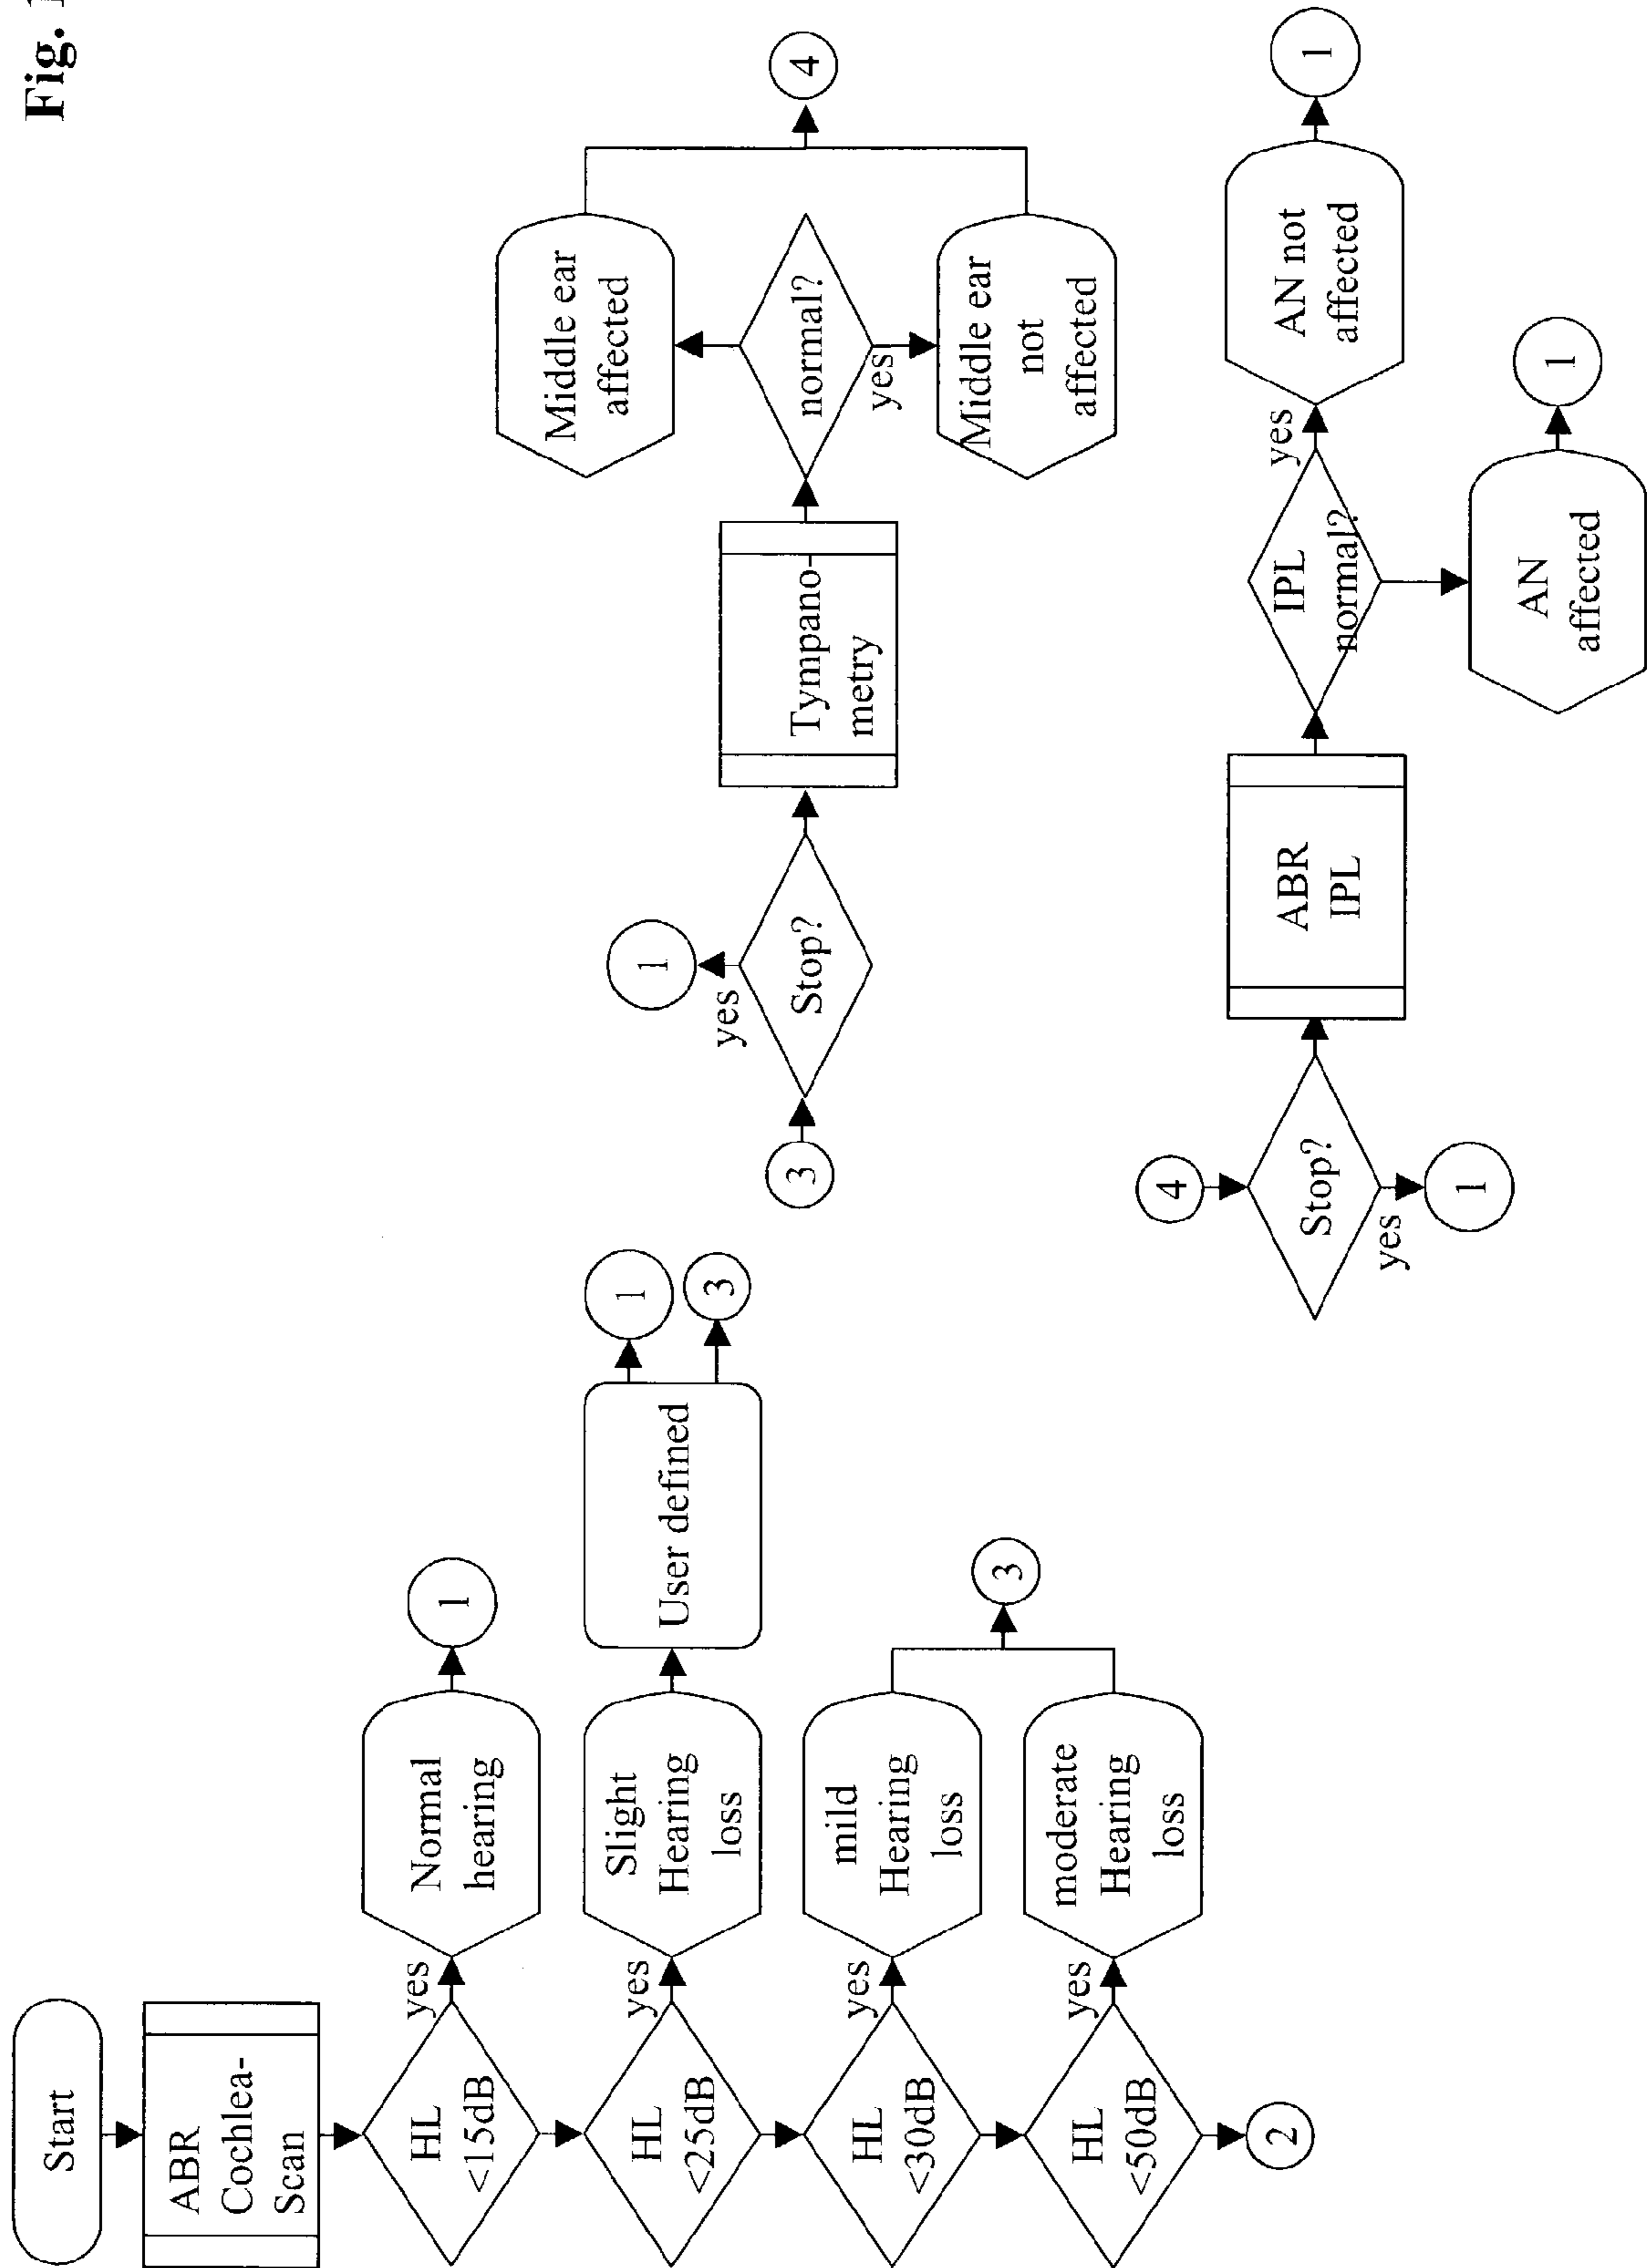 Fig. 1
Start
ABR
Cochlea-
Scan
HL
<15dB
yes
Normal
hearing
1
HL
<25dB
yes
Slight
Hearing
loss
User defined
1
3
HL
<30dB
yes
mild
Hearing
loss
HL
<50dB
yes
moderate
Hearing
loss
3
2
3
Stop?
yes
1
Tympano-
metry
normal?
yes
Middle ear
affected
Middle ear
not
affected
4
4
Stop?
yes
1
ABR
IPL
IPL
normal?
yes
AN not
affected
1
AN
affected
1